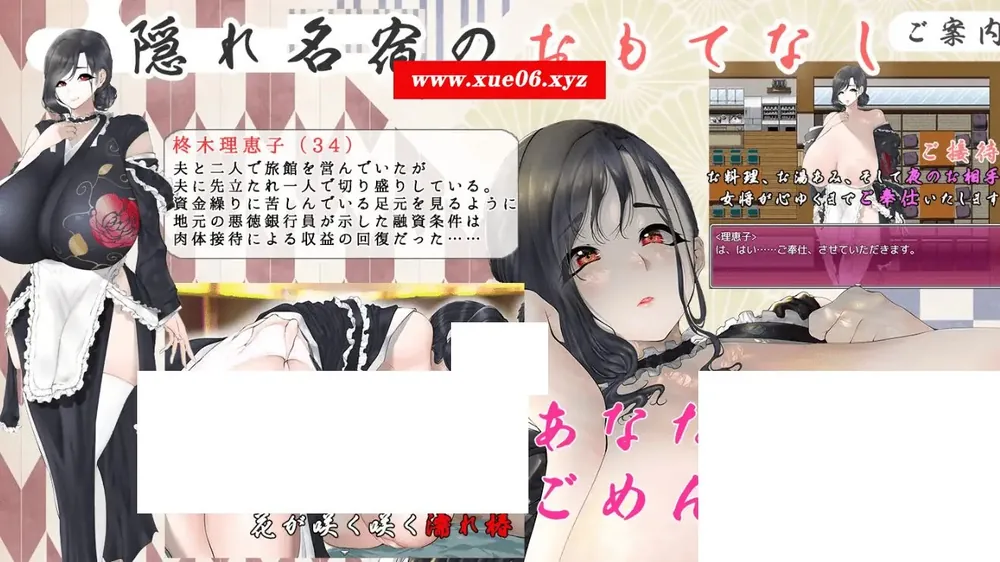 隠れ名宿のおもてなし
ご案内
www.xue06.xyz
柊木理恵子（34）
夫と二人で旅館を営んでいたが
夫に先立たれ一人で切り盛りしている。
資金繰りに苦しんでいる足元を見るように
地元の悪徳銀行員が示した融資条件は
肉体接待による収益の回復だった……
ご接待
お料理、お湯あみ、そして夜のお相手
女将が心ゆくまでご奉仕いたします
<理恵子>
は、はい……ご奉仕、させていただきます。
あなた
ごめん
花が咲く咲く濡れ椿